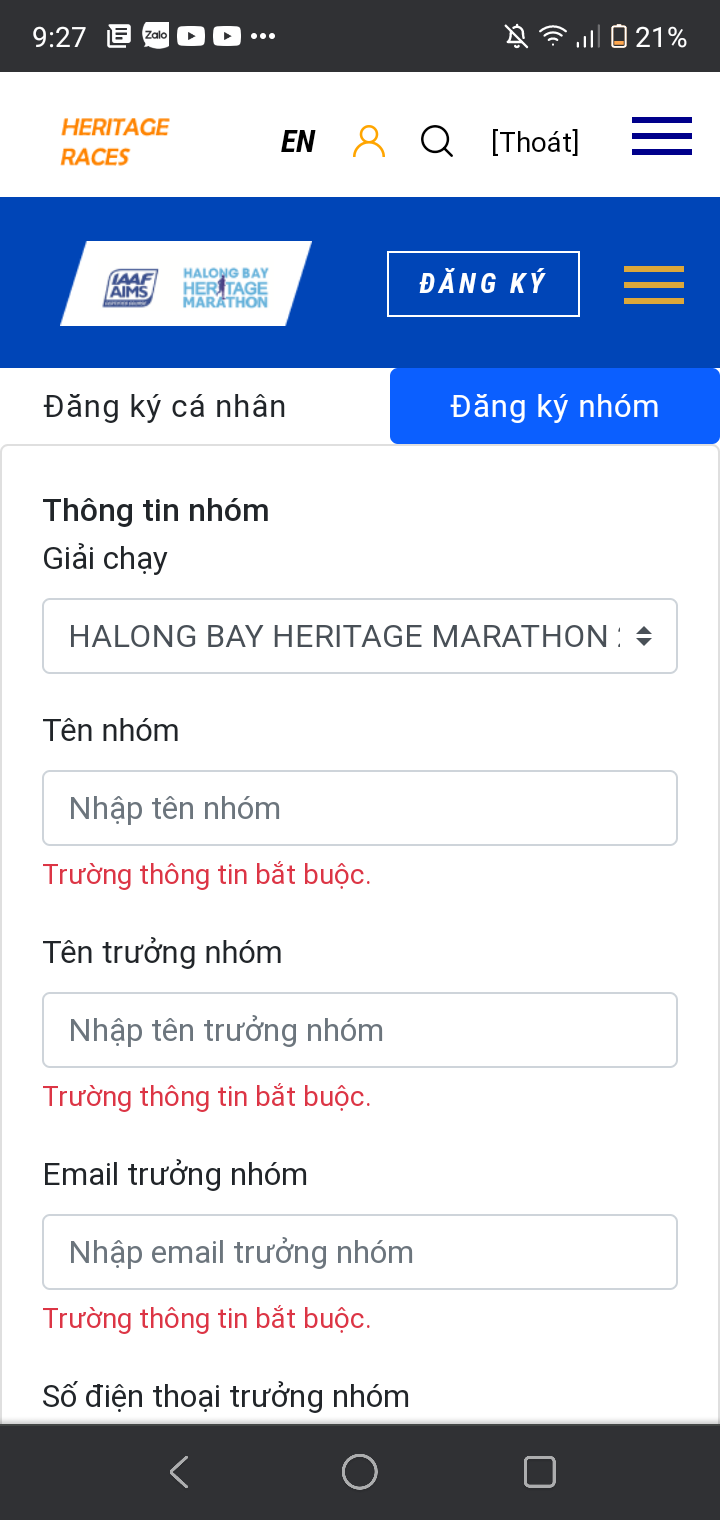 9:27
Zalo
21%
HERITAGE
RACES
EN
[Thoát]
IAAF
AIMS
HALONG BAY
HERITAGE
MARATHON
ĐĂNG KÝ
Đăng ký cá nhân
Đăng ký nhóm
Thông tin nhóm
Giải chạy
HALONG BAY HERITAGE MARATHON
Tên nhóm
Nhập tên nhóm
Trường thông tin bắt buộc.
Tên trưởng nhóm
Nhập tên trưởng nhóm
Trường thông tin bắt buộc.
Email trưởng nhóm
Nhập email trưởng nhóm
Trường thông tin bắt buộc.
Số điện thoại trưởng nhóm